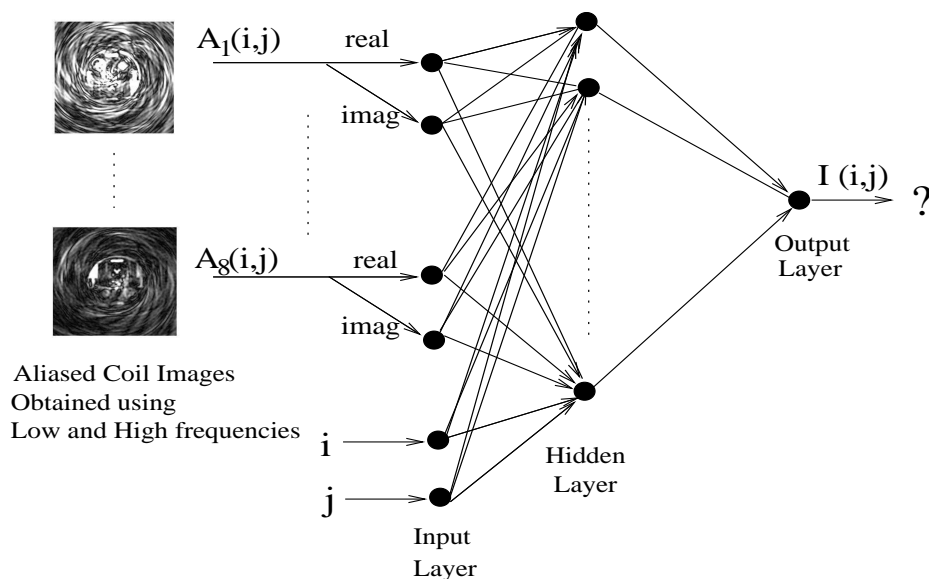 A1(i,j)
real
imag
A8(i,j)
real
imag
I (i,j)
?
Output
Layer
Aliased Coil Images
Obtained using
Low and High frequencies
i
j
Hidden
Layer
Input
Layer